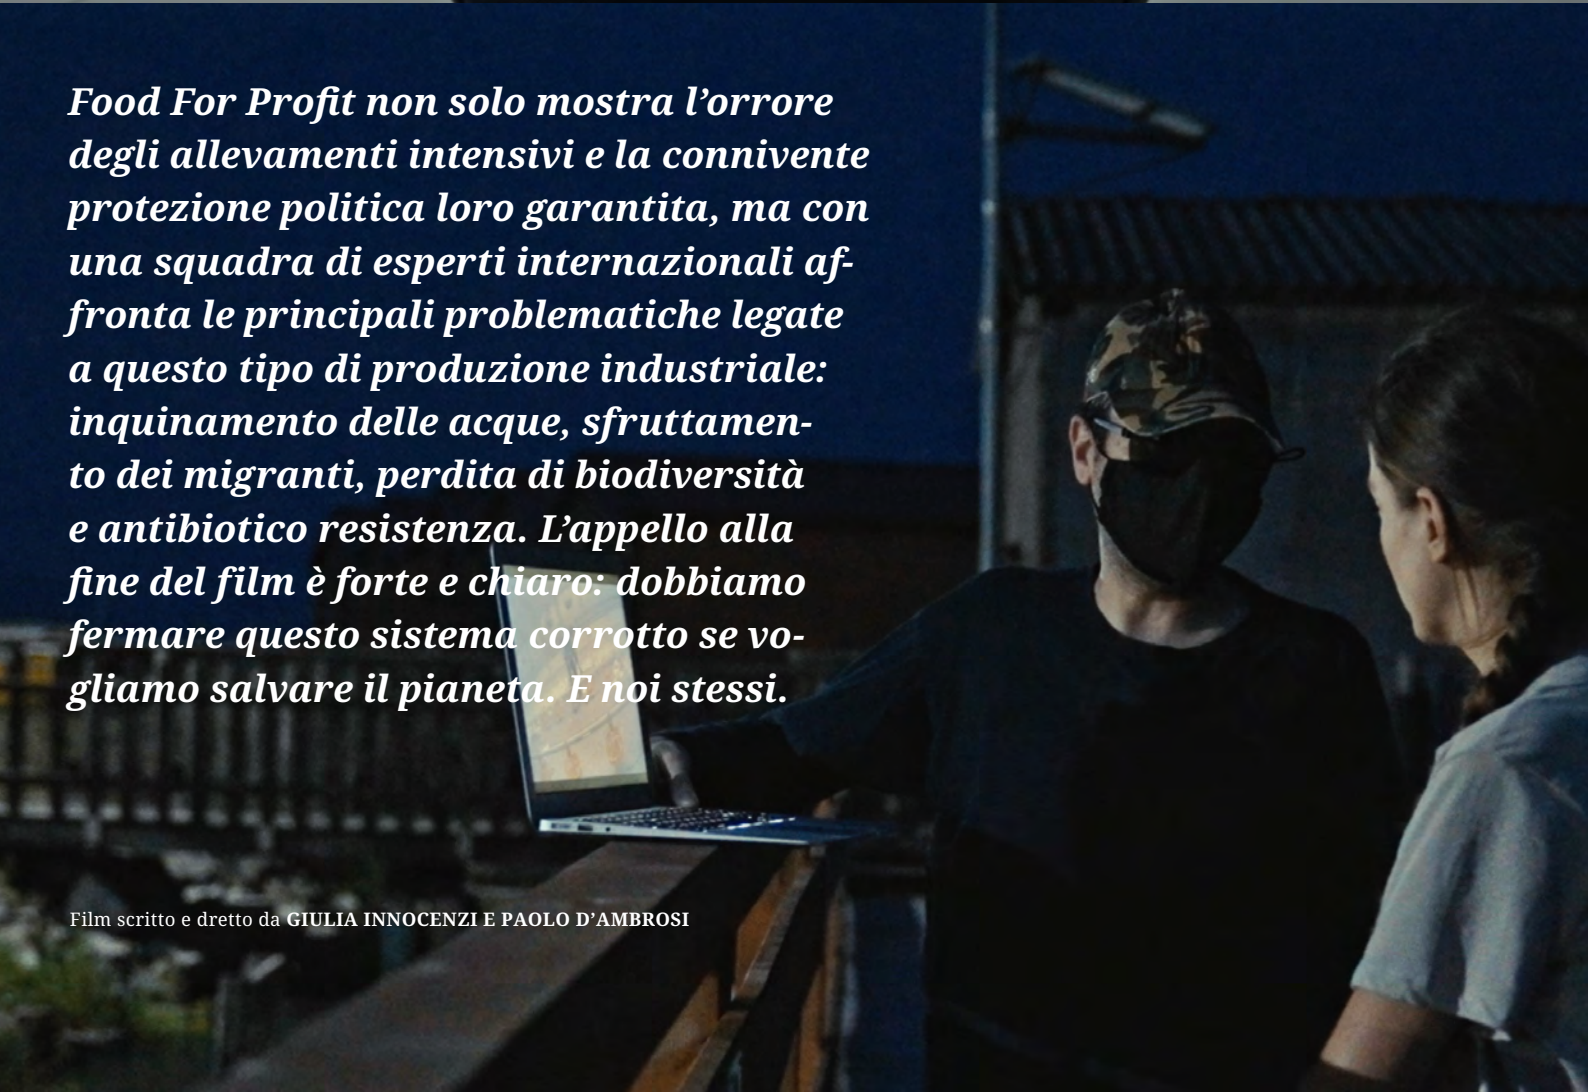 Food For Profit non solo mostra l’orrore
degli allevamenti intensivi e la connivente
protezione politica loro garantita, ma con
una squadra di esperti internazionali af-
fronta le principali problematiche legate
a questo tipo di produzione industriale:
inquinamento delle acque, sfruttamen-
to dei migranti, perdita di biodiversità
e antibiotico resistenza. L’appello alla
fine del film è forte e chiaro: dobbiamo
fermare questo sistema corrotto se vo-
gliamo salvare il pianeta. E noi stessi.
Film scritto e dretto da GIULIA INNOCENZI E PAOLO D’AMBROSI